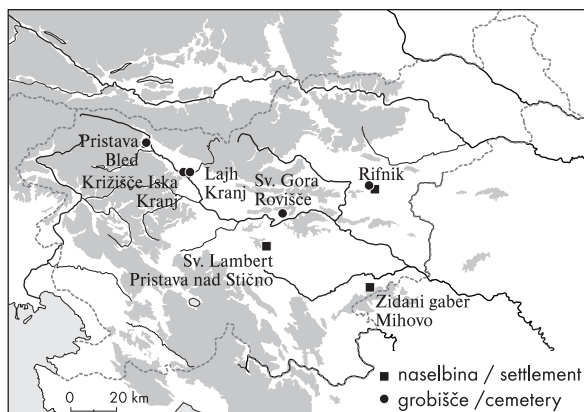 Pristava
Bled
Križišče Iska
Kranj
Lajh
Kranj
Sv. Gora
Rovišče
Rifnik
Sv. Lambert
Pristava nad Stično
Zidani gaber
Mihovo
0 20 km
naselbina / settlement
grobišče /cemetery